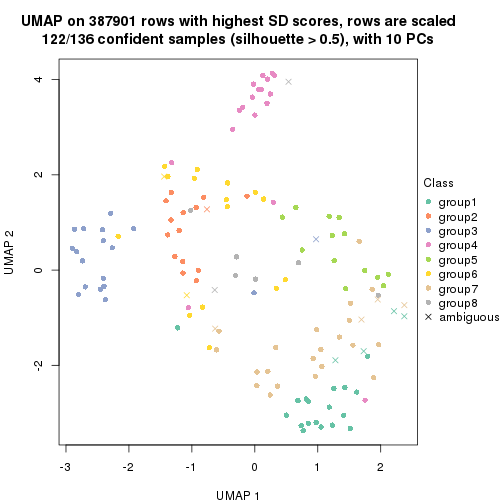 UMAP on 387901 rows with highest SD scores, rows are scaled
122/136 confident samples (silhouette > 0.5), with 10 PCs
4
2
0
-2
UMAP 2
-3
-2
-1
0
1
2
UMAP 1
Class
group1
group2
group3
group4
group5
group6
group7
group8
ambiguous